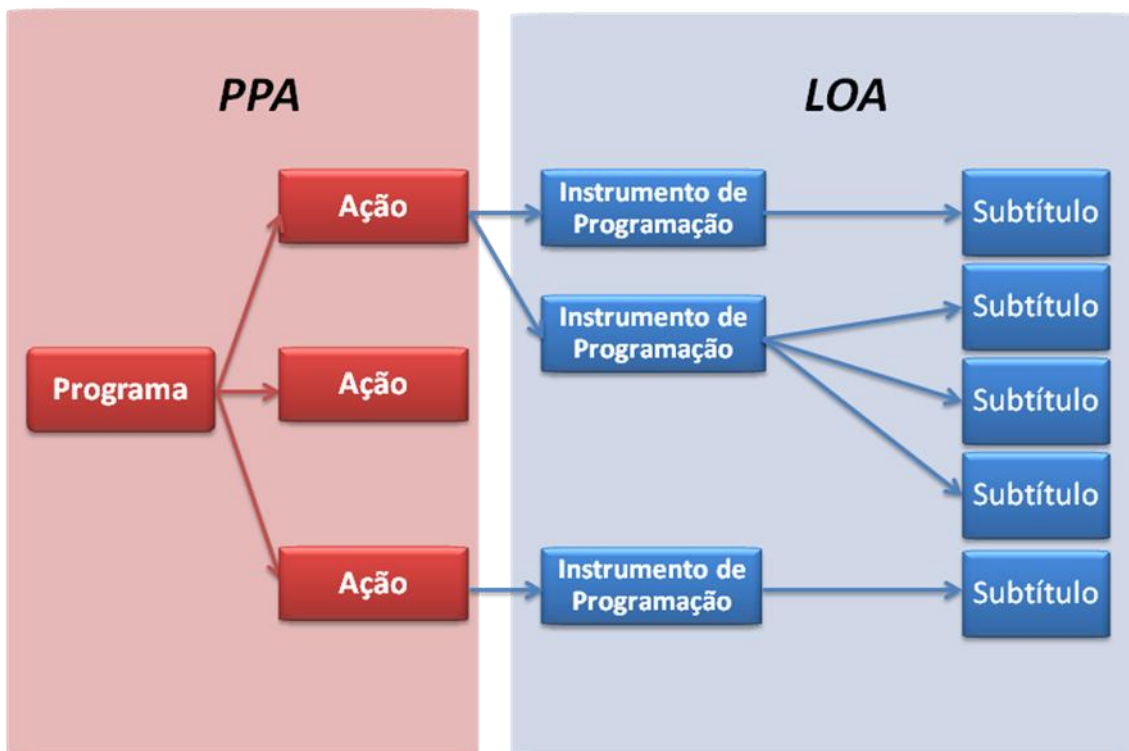 PPA
LOA
Ação
Instrumento de
Programação
Subtítulo
Subtítulo
Instrumento de
Programação
Programa
Ação
Subtítulo
Subtítulo
Ação
Instrumento de
Programação
Subtítulo